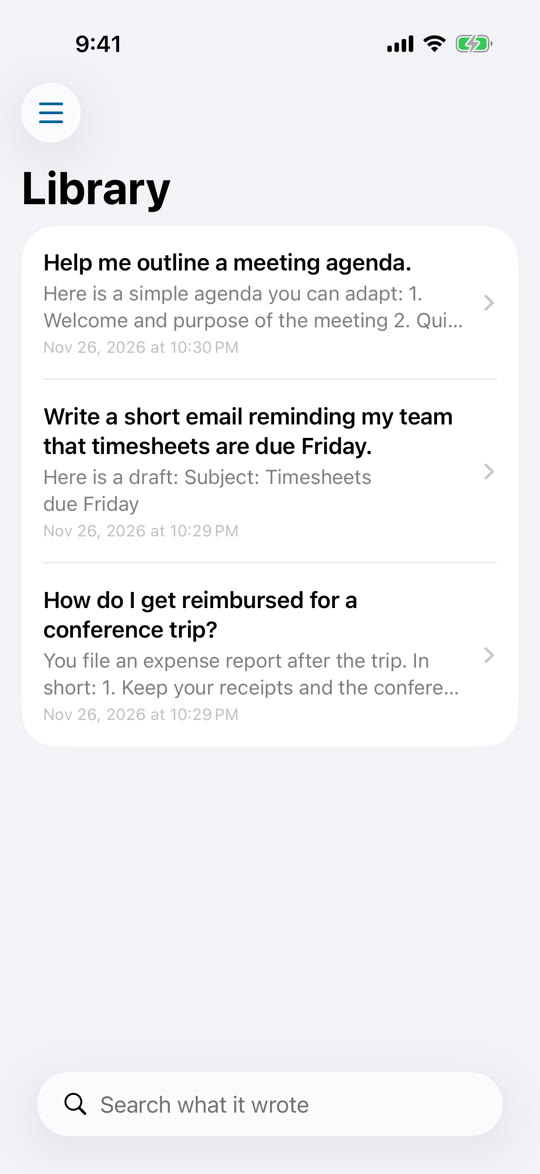 9:41
Library
Help me outline a meeting agenda.
Here is a simple agenda you can adapt: 1.
Welcome and purpose of the meeting 2. Qui...
Nov 26, 2026 at 10:30 PM
Write a short email reminding my team
that timesheets are due Friday.
Here is a draft: Subject: Timesheets
due Friday
Nov 26, 2026 at 10:29 PM
How do I get reimbursed for a
conference trip?
You file an expense report after the trip. In
short: 1. Keep your receipts and the confere...
Nov 26, 2026 at 10:29 PM
Search what it wrote